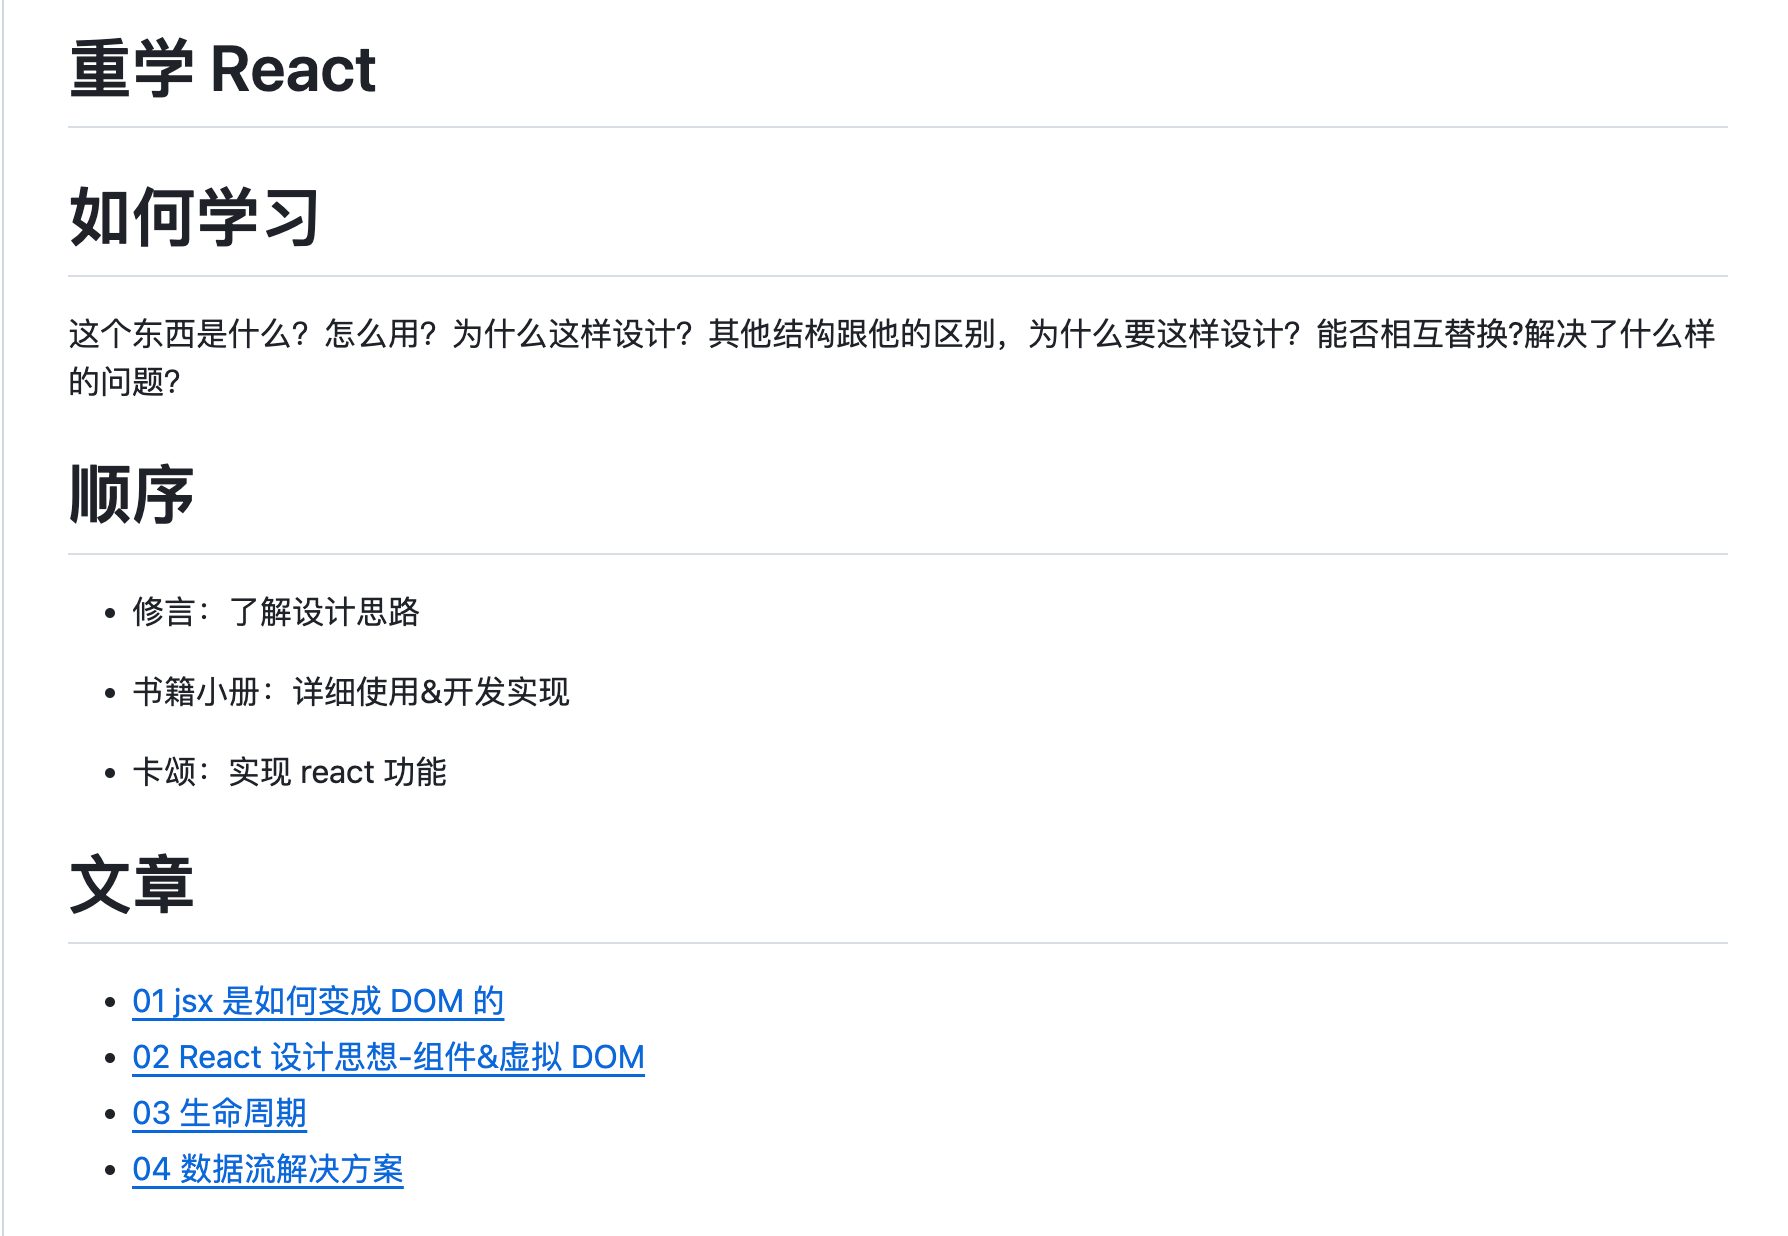 重学 React
如何学习
这个东西是什么？怎么用？为什么这样设计？其他结构跟他的区别，为什么要这样设计？能否相互替换?解决了什么样
的问题?
顺序
修言：了解设计思路
书籍小册：详细使用&开发实现
卡颂：实现 react 功能
文章
01 jsx 是如何变成 DOM 的
02 React 设计思想-组件&虚拟 DOM
03 生命周期
04 数据流解决方案